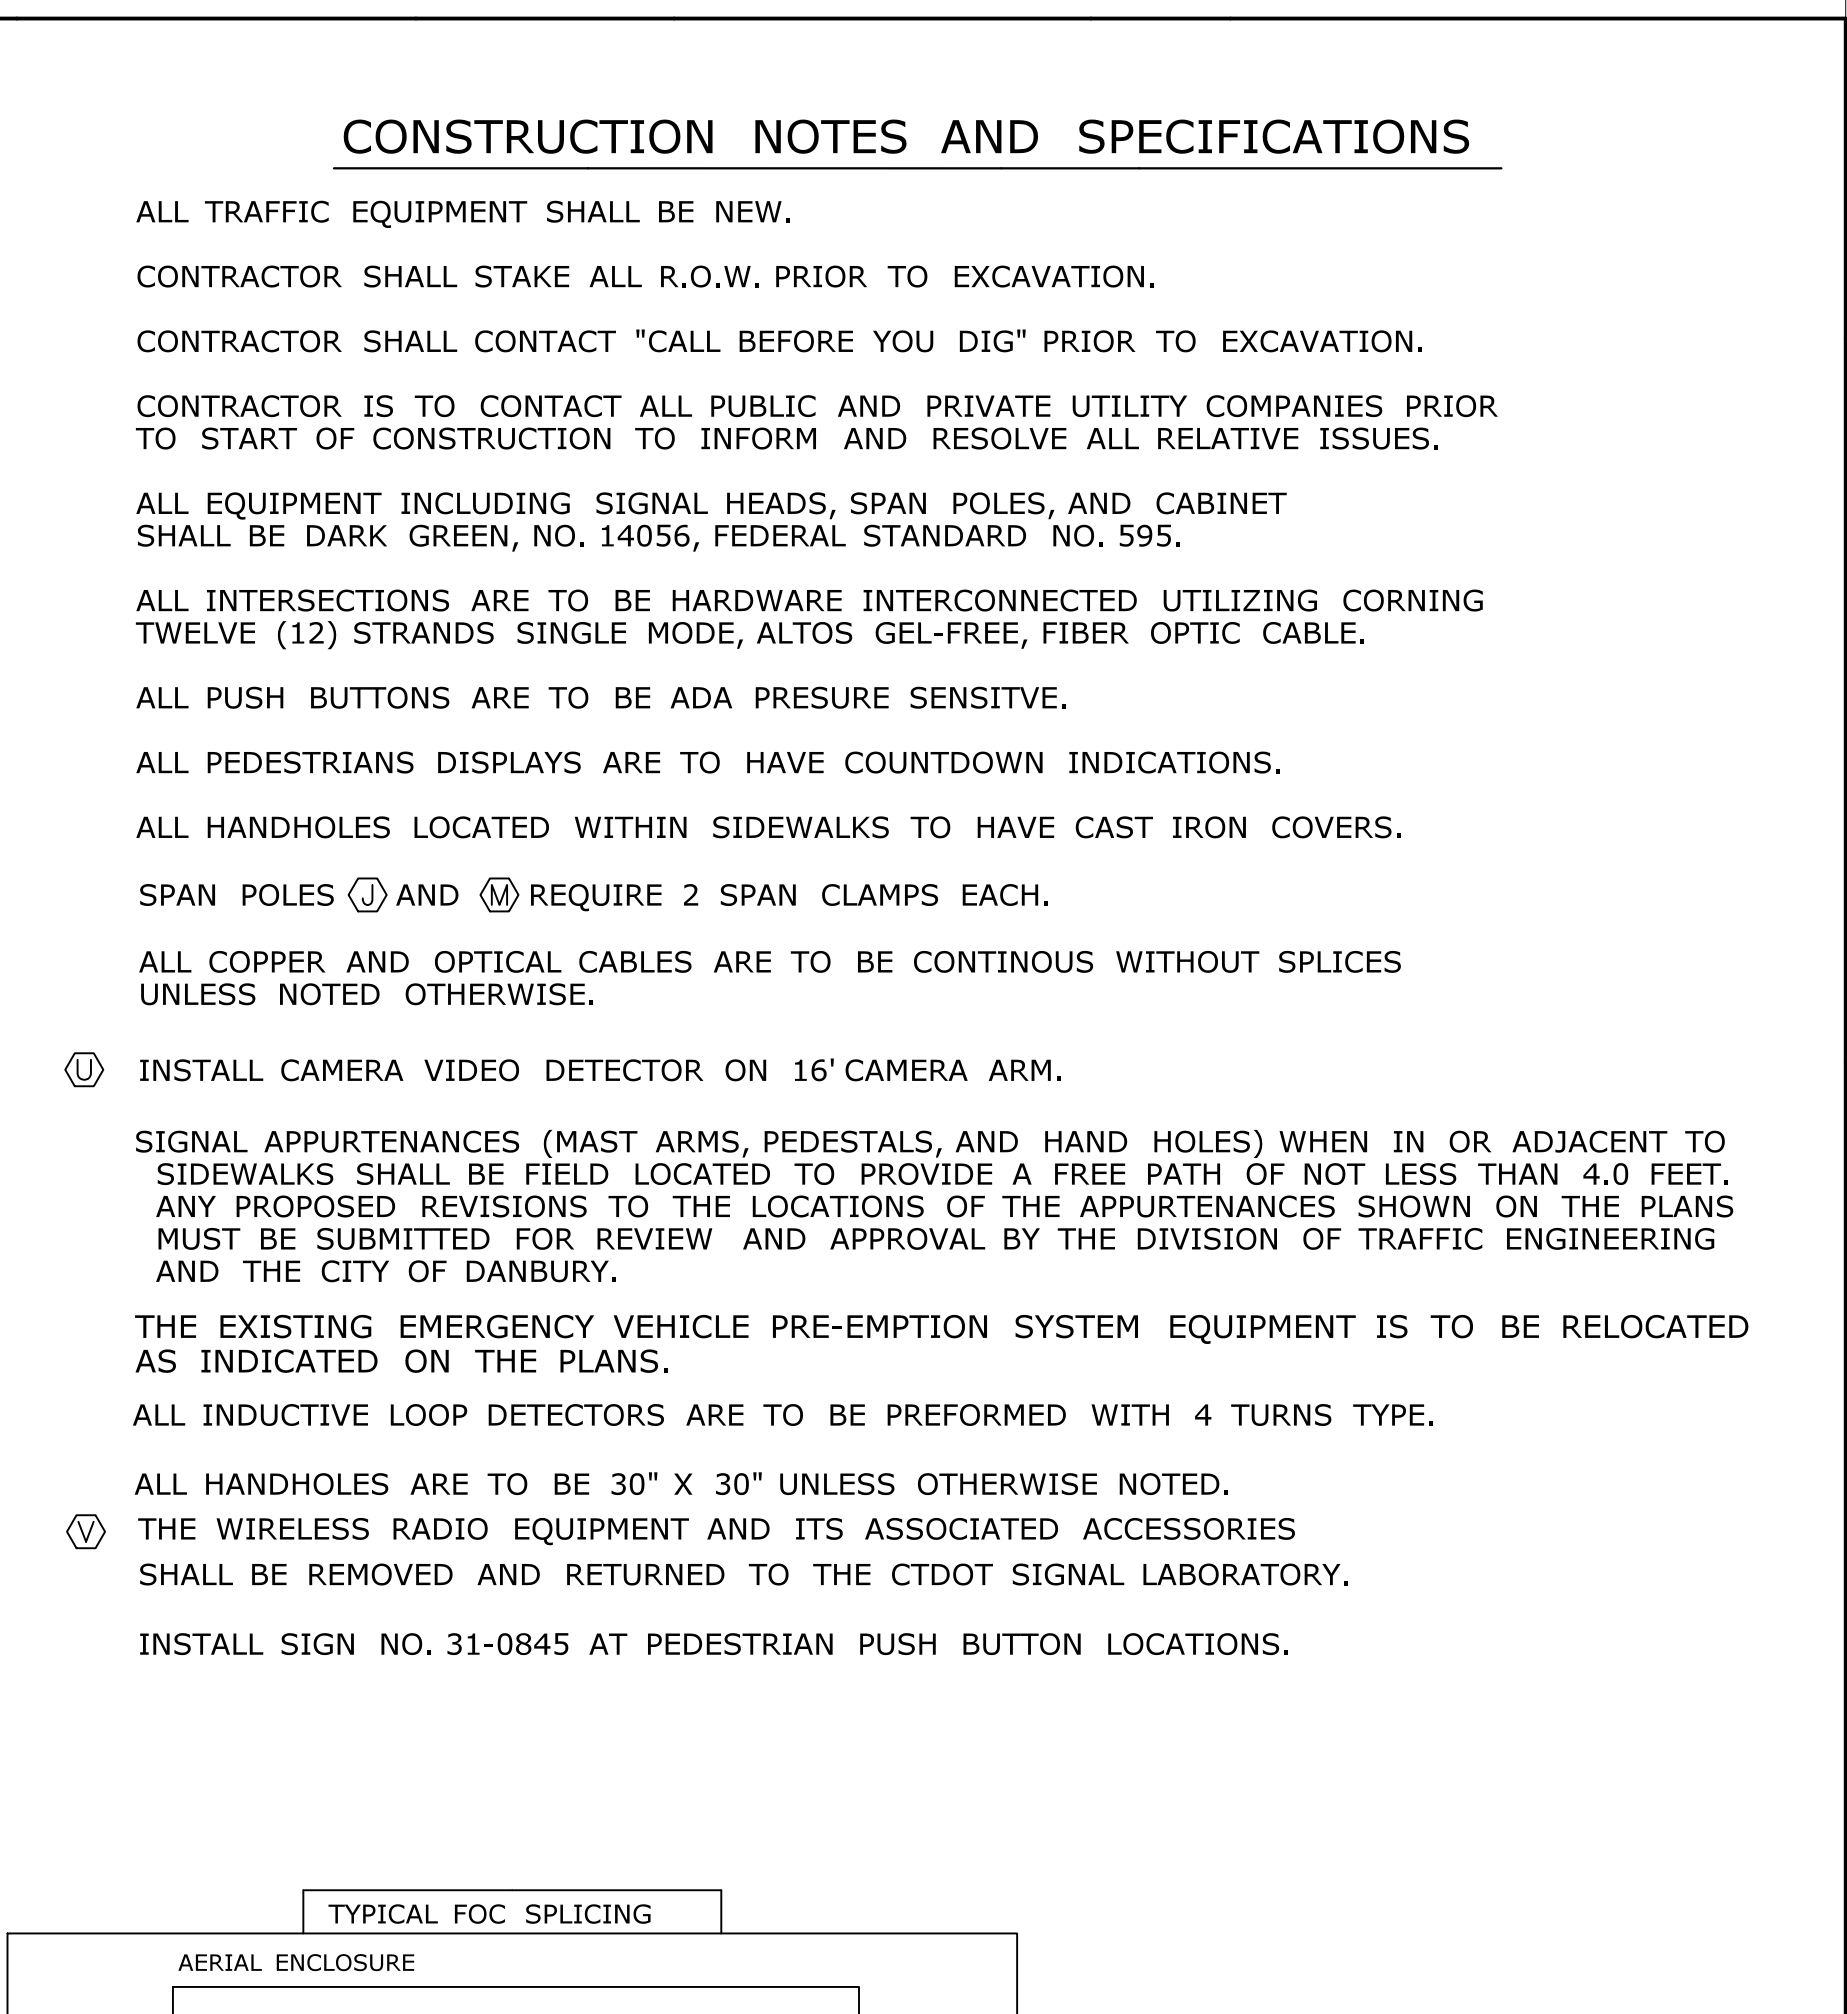 CONSTRUCTION NOTES AND SPECIFICATIONS
ALL TRAFFIC EQUIPMENT SHALL BE NEW.
CONTRACTOR SHALL STAKE ALL R.O.W. PRIOR TO EXCAVATION.
CONTRACTOR SHALL CONTACT "CALL BEFORE YOU DIG" PRIOR TO EXCAVATION.
CONTRACTOR IS TO CONTACT ALL PUBLIC AND PRIVATE UTILITY COMPANIES PRIOR
TO START OF CONSTRUCTION TO INFORM AND RESOLVE ALL RELATIVE ISSUES.
ALL EQUIPMENT INCLUDING SIGNAL HEADS, SPAN POLES, AND CABINET
SHALL BE DARK GREEN, NO. 14056, FEDERAL STANDARD NO. 595.
ALL INTERSECTIONS ARE TO BE HARDWARE INTERCONNECTED UTILIZING CORNING
TWELVE (12) STRANDS SINGLE MODE, ALTOS GEL-FREE, FIBER OPTIC CABLE.
ALL PUSH BUTTONS ARE TO BE ADA PRESURE SENSITVE.
ALL PEDESTRIANS DISPLAYS ARE TO HAVE COUNTDOWN INDICATIONS.
ALL HANDHOLES LOCATED WITHIN SIDEWALKS TO HAVE CAST IRON COVERS.
SPAN POLES J AND M REQUIRE 2 SPAN CLAMPS EACH.
ALL COPPER AND OPTICAL CABLES ARE TO BE CONTINOUS WITHOUT SPLICES
UNLESS NOTED OTHERWISE.
U INSTALL CAMERA VIDEO DETECTOR ON 16' CAMERA ARM.
SIGNAL APPURTENANCES (MAST ARMS, PEDESTALS, AND HAND HOLES) WHEN IN OR ADJACENT TO
SIDEWALKS SHALL BE FIELD LOCATED TO PROVIDE A FREE PATH OF NOT LESS THAN 4.0 FEET.
ANY PROPOSED REVISIONS TO THE LOCATIONS OF THE APPURTENANCES SHOWN ON THE PLANS
MUST BE SUBMITTED FOR REVIEW AND APPROVAL BY THE DIVISION OF TRAFFIC ENGINEERING
AND THE CITY OF DANBURY.
THE EXISTING EMERGENCY VEHICLE PRE-EMPTION SYSTEM EQUIPMENT IS TO BE RELOCATED
AS INDICATED ON THE PLANS.
ALL INDUCTIVE LOOP DETECTORS ARE TO BE PREFORMED WITH 4 TURNS TYPE.
ALL HANDHOLES ARE TO BE 30" X 30" UNLESS OTHERWISE NOTED.
V THE WIRELESS RADIO EQUIPMENT AND ITS ASSOCIATED ACCESSORIES
SHALL BE REMOVED AND RETURNED TO THE CTDOT SIGNAL LABORATORY.
INSTALL SIGN NO. 31-0845 AT PEDESTRIAN PUSH BUTTON LOCATIONS.
TYPICAL FOC SPLICING
AERIAL ENCLOSURE